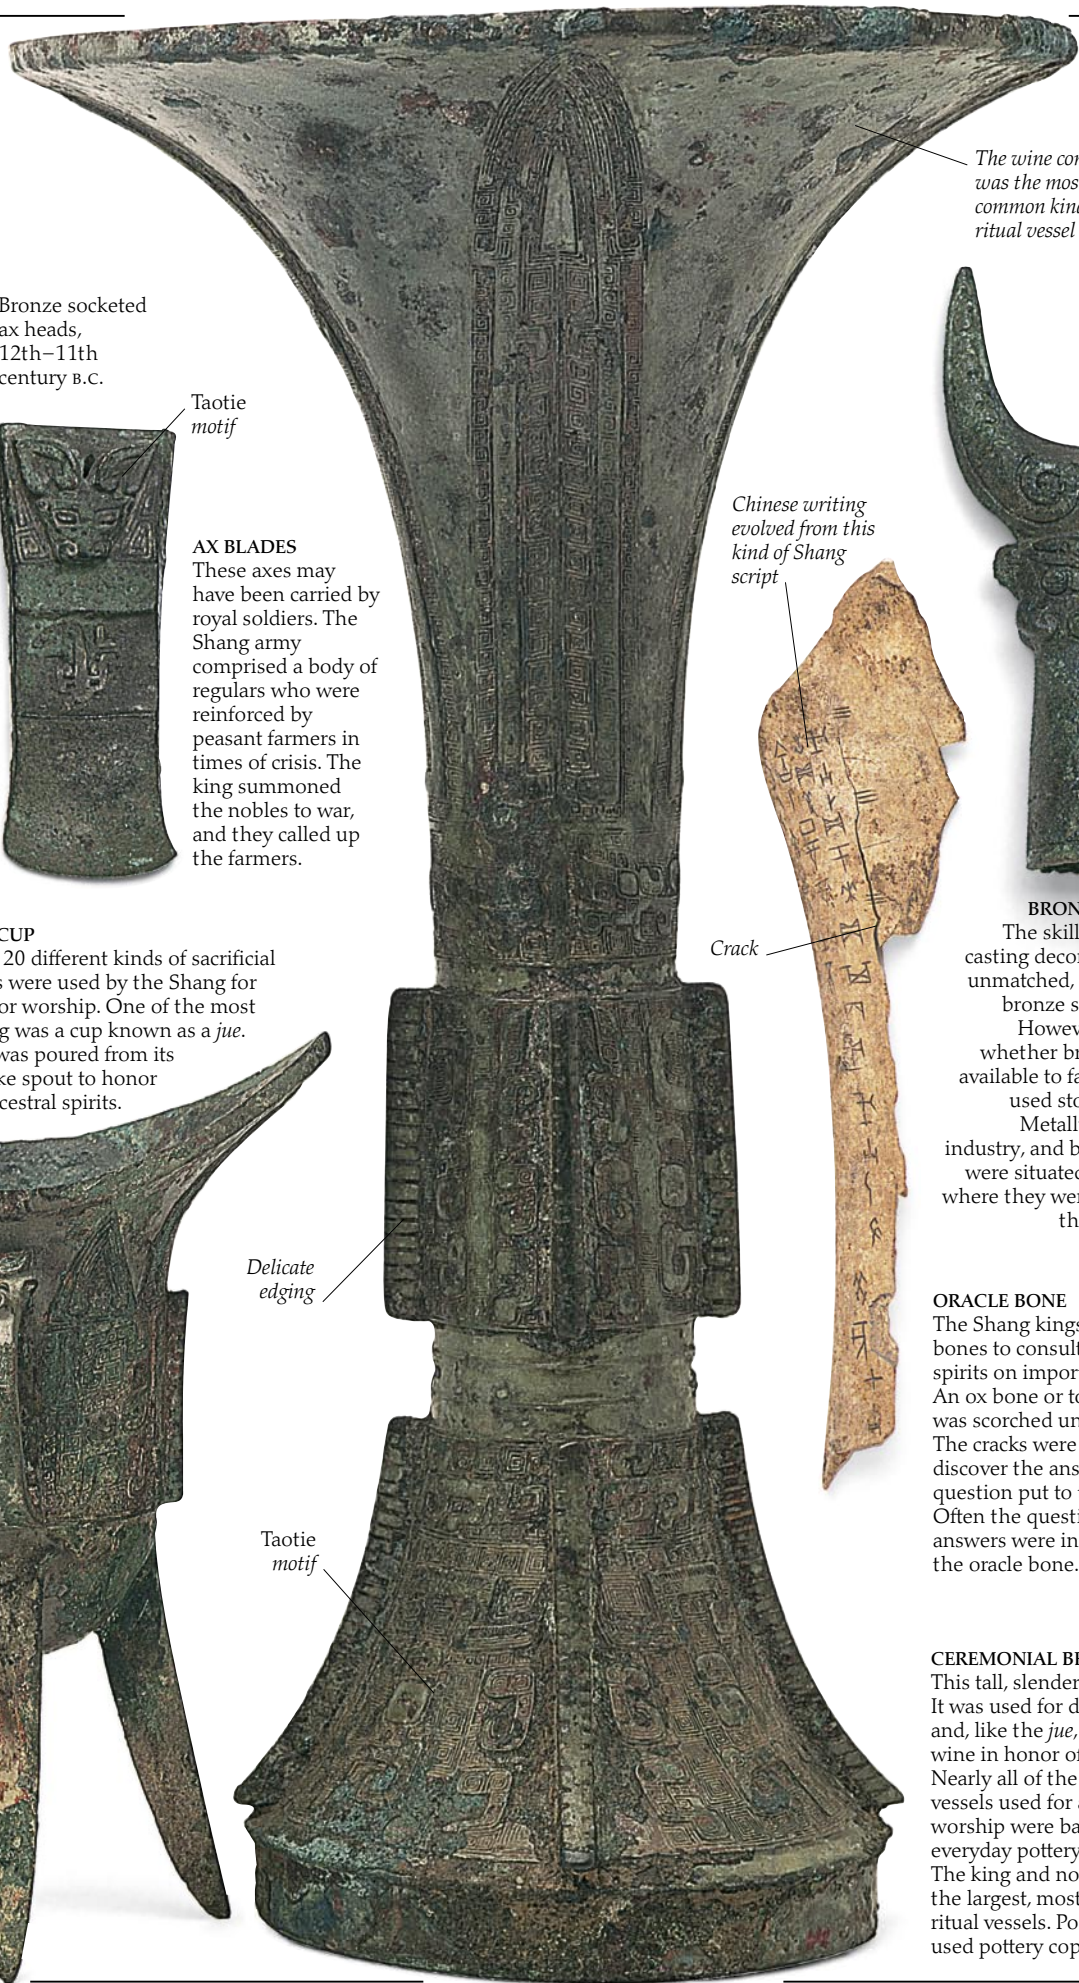 The wine con
was the mos
common kind
ritual vessel
Bronze socketed
ax heads,
12th–11th
century B.C.
Taotie
motif
AX BLADES
These axes may
have been carried by
royal soldiers. The
Shang army
comprised a body of
regulars who were
reinforced by
peasant farmers in
times of crisis. The
king summoned
the nobles to war,
and they called up
the farmers.
Chinese writing
evolved from this
kind of Shang
script
Crack
CUP
20 different kinds of sacrificial
s were used by the Shang for
or worship. One of the most
g was a cup known as a jue.
was poured from its
ke spout to honor
cestral spirits.
Delicate
edging
Taotie
motif
BRON
The skill
casting decor
unmatched,
bronze s
Howev
whether br
available to fa
used sto
Metall
industry, and b
were situated
where they wer
th
ORACLE BONE
The Shang kings
bones to consult
spirits on impor
An ox bone or to
was scorched un
The cracks were
discover the ans
question put to
Often the questi
answers were in
the oracle bone.
CEREMONIAL BE
This tall, slender
It was used for d
and, like the jue,
wine in honor of
Nearly all of the
vessels used for a
worship were ba
everyday pottery
The king and no
the largest, most
ritual vessels. Po
used pottery cop